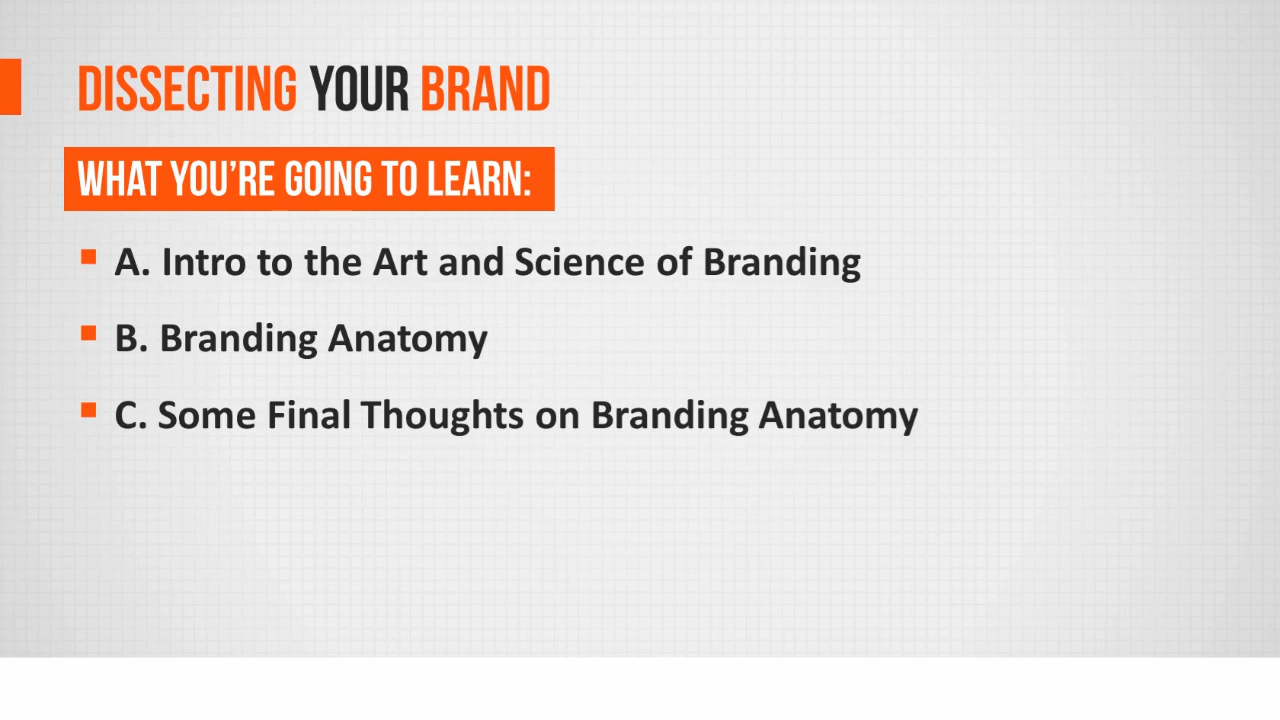 DISSECTING YOUR BRAND
WHAT YOU'RE GOING TO LEARN:
A. Intro to the Art and Science of Branding
B. Branding Anatomy
C. Some Final Thoughts on Branding Anatomy